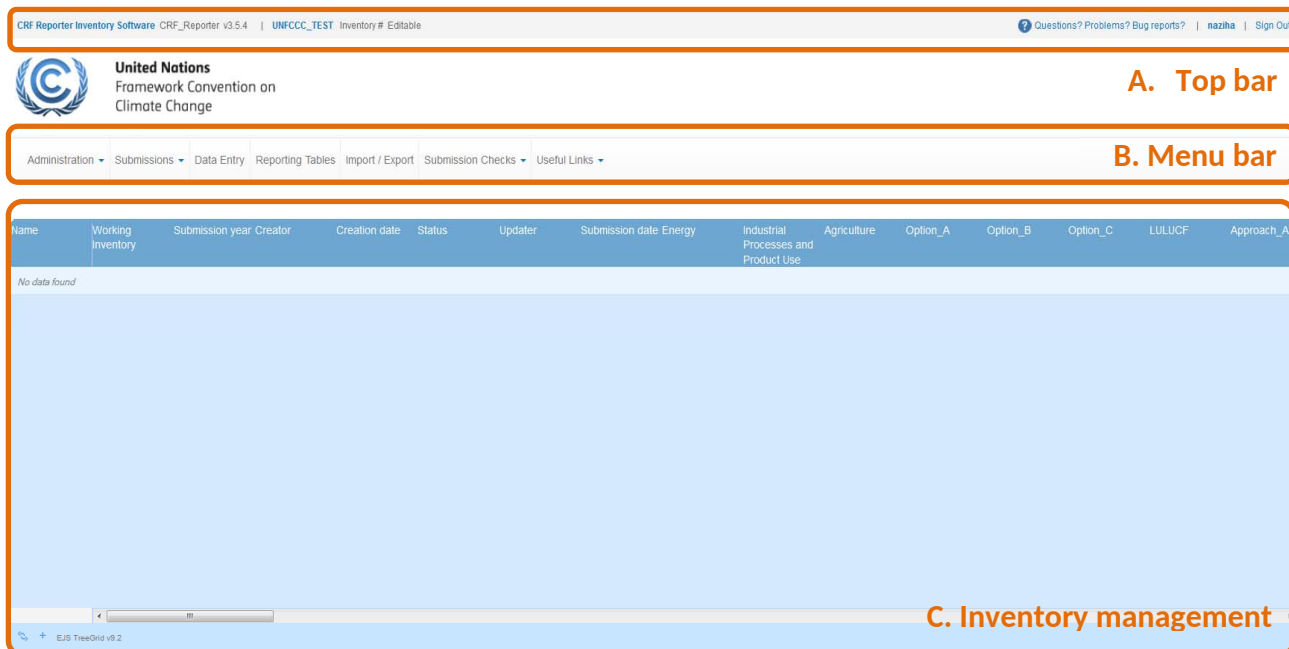 CRF Reporter Inventory Software CRF_Reporter v3.5.4 | UNFCCC_TEST Inventory # Editable
? Questions? Problems? Bug reports? | naziha | Sign Out
United Nations
Framework Convention on
Climate Change
A. Top bar
Administration Submissions Data Entry Reporting Tables Import / Export Submission Checks Useful Links
B. Menu bar
Name Working Submission year Creator Creation date Status Updater Submission date Energy Industrial Agriculture Option_A Option_B Option_C LULUCF Approach_A
Inventory Processes and
Product Use
No data found
C. Inventory management
EJS TreeGrid v9.2